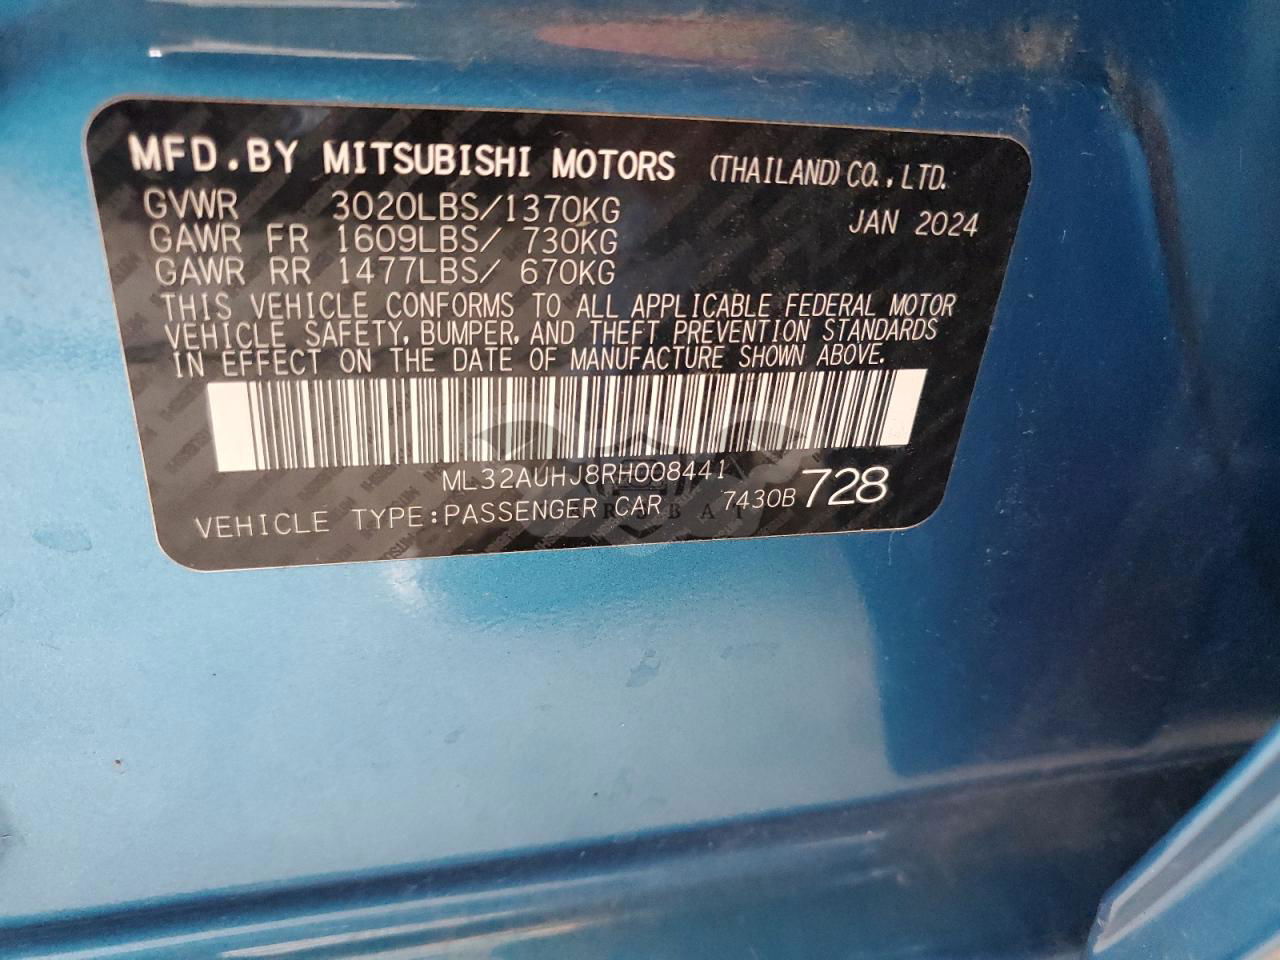 MFD.BY MITSUBISHI MOTORS (THAILAND) CO., LTD.
GVWR 3020LBS/1370KG JAN 2024
GAWR FR 1609LBS/ 730KG
GAWR RR 1477LBS/ 670KG
THIS VEHICLE CONFORMS TO ALL APPLICABLE FEDERAL MOTOR
VEHICLE SAFETY, BUMPER, AND THEFT PREVENTION STANDARDS
IN EFFECT ON THE DATE OF MANUFACTURE SHOWN ABOVE.
ML32AUHJ8RH008441
VEHICLE TYPE:PASSENGER CAR 7430B 728